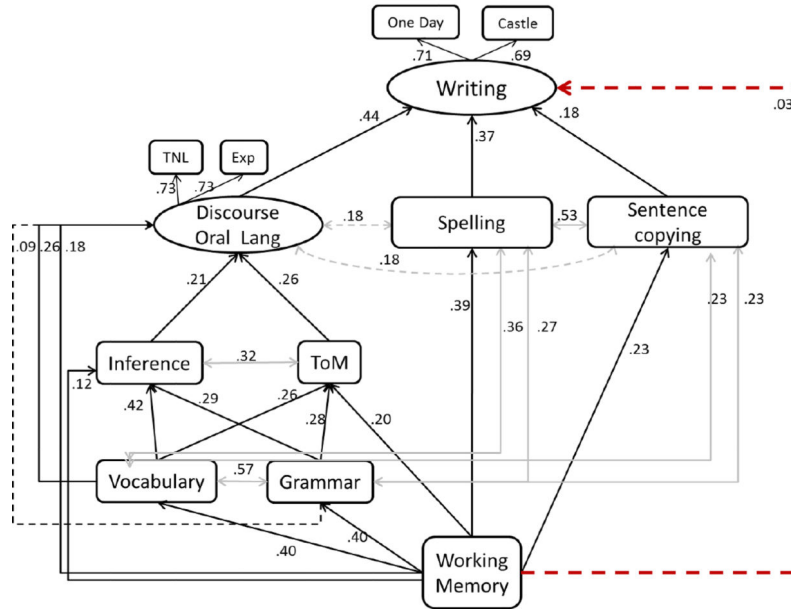 One Day
Castle
.71
.69
Writing
.03
.44
.37
.18
TNL
Exp
.73
.73
Discourse
Oral Lang
.18
Spelling
.53
Sentence
copying
.09
.26
.18
.18
.21
.26
.39
.36
.27
.23
.23
Inference
.32
ToM
.23
.12
.42
.29
.26
.28
.20
Vocabulary
.57
Grammar
.40
.40
Working
Memory